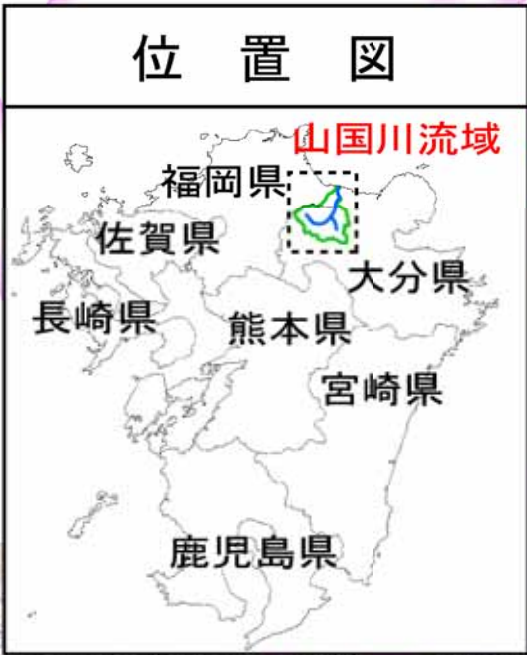 位置図
山国川流域
福岡県
佐賀県
大分県
長崎県
熊本県
宮崎県
鹿児島県